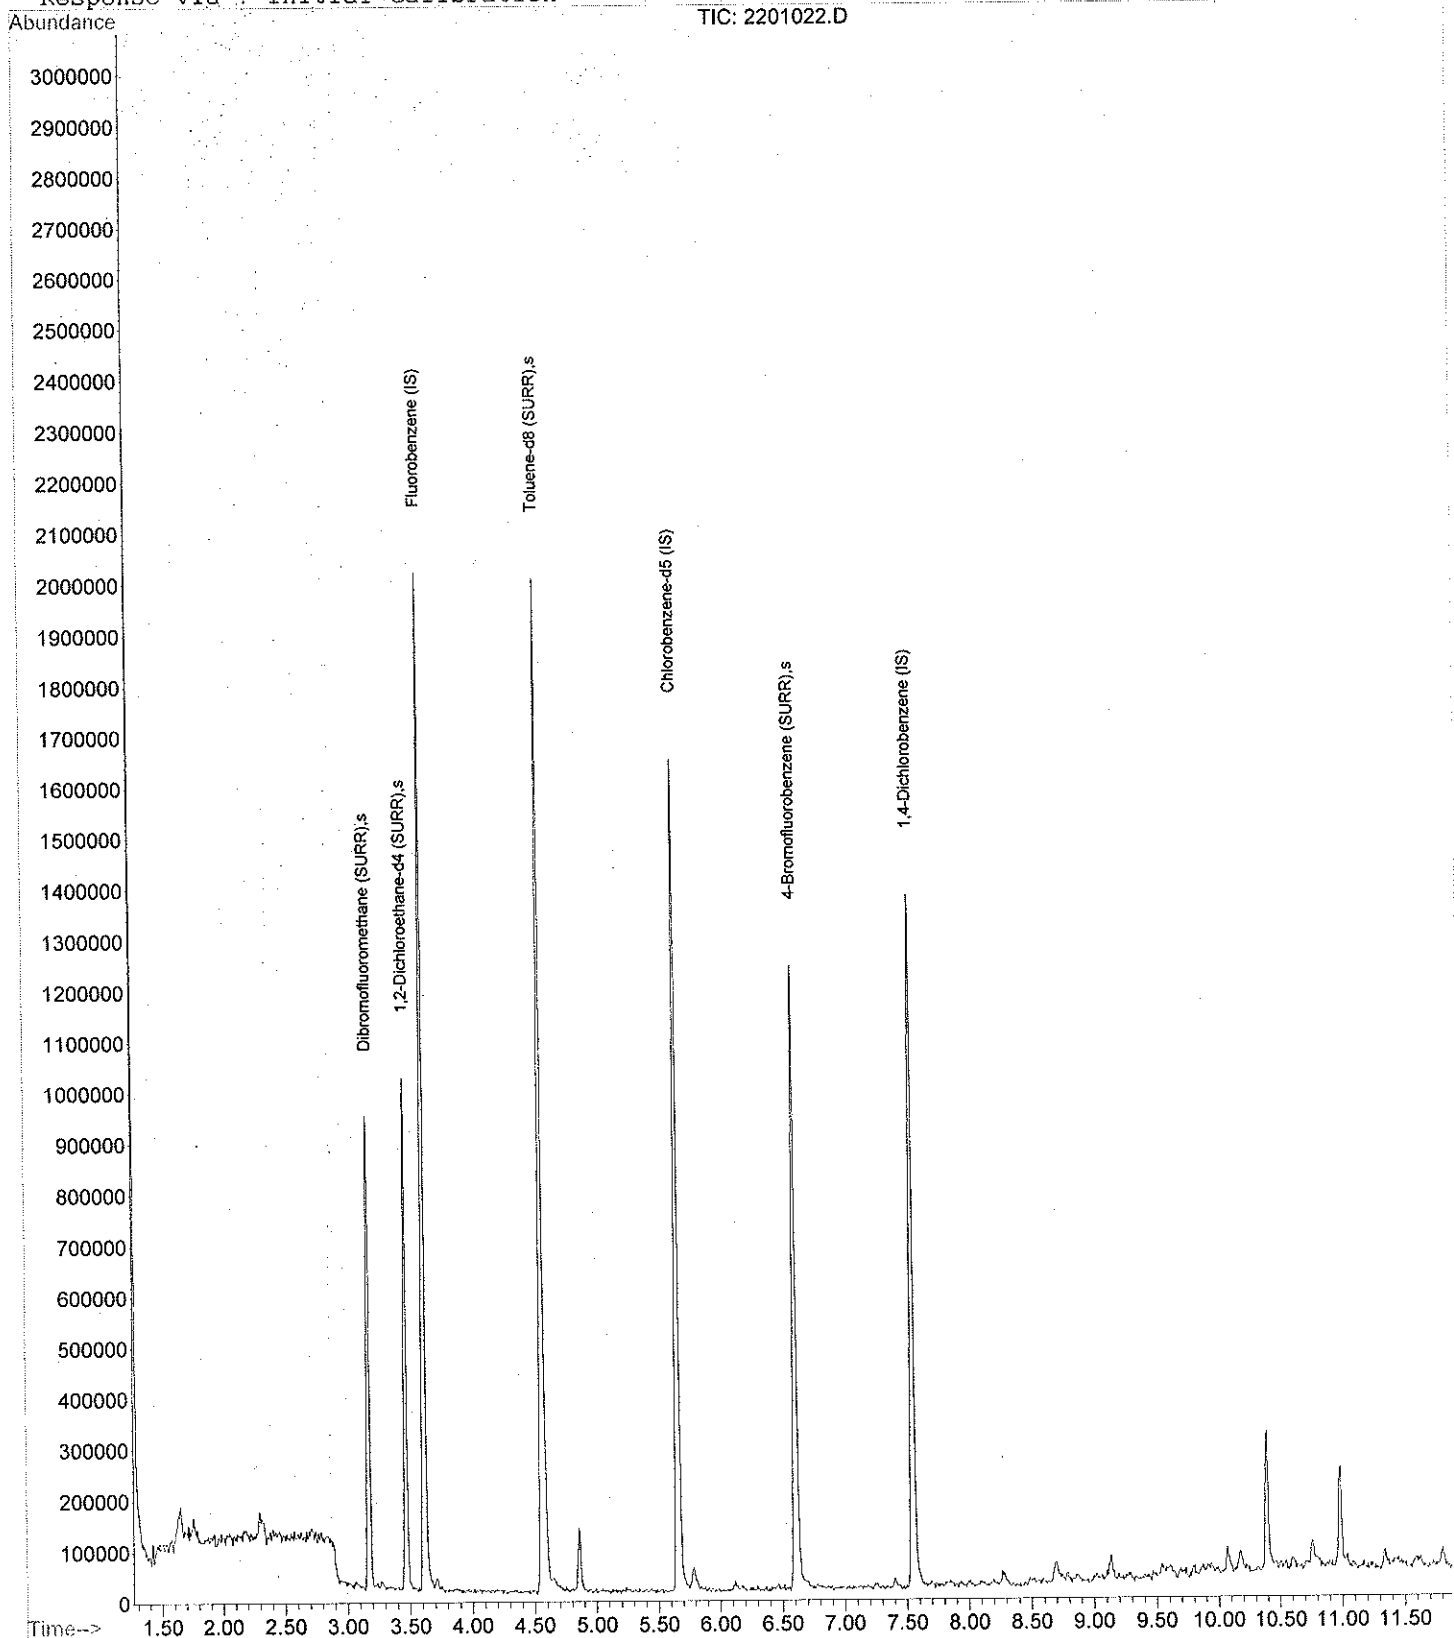 Response via : Initial Calibration
Abundance
TIC: 2201022.D
3000000
2900000
2800000
2700000
2600000
2500000
2400000
2300000
2200000
2100000
2000000
1900000
1800000
1700000
1600000
1500000
1400000
1300000
1200000
1100000
1000000
900000
800000
700000
600000
500000
400000
300000
200000
100000
0
Dibromofluoromethane (SURR),s
1,2-Dichloroethane-d4 (SURR),s
Fluorobenzene (IS)
Toluene-d8 (SURR),s
Chlorobenzene-d5 (IS)
4-Bromofluorobenzene (SURR),s
1,4-Dichlorobenzene (IS)
Time--> 1.50 2.00 2.50 3.00 3.50 4.00 4.50 5.00 5.50 6.00 6.50 7.00 7.50 8.00 8.50 9.00 9.50 10.00 10.50 11.00 11.50